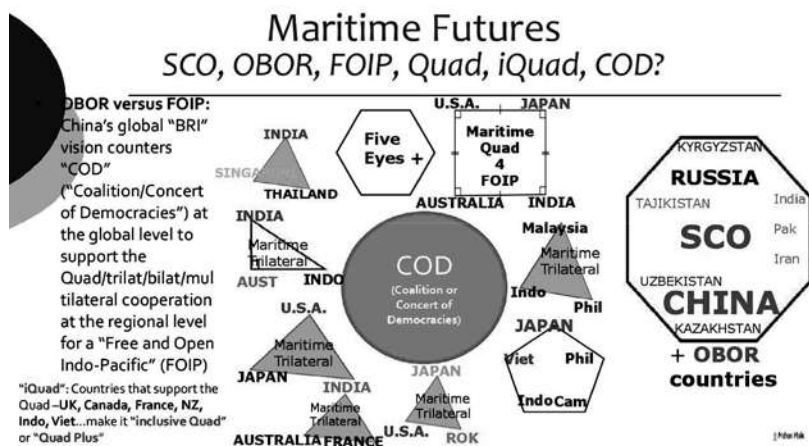 Maritime Futures
SCO, OBOR, FOIP, Quad, iQuad, COD?
• OBOR versus FOIP:
China's global "BRI"
vision counters
"COD"
("Coalition/Concert
of Democracies") at
the global level to
support the
Quad/trilat/bilat/mul
tilateral cooperation
at the regional level
for a "Free and Open
Indo-Pacific" (FOIP)
"iQuad": Countries that support the
Quad –UK, Canada, France, NZ,
Indo, Viet...make it "inclusive Quad"
or "Quad Plus"
INDIA
SINGAPORE
THAILAND
Five
Eyes +
U.S.A. JAPAN
Maritime
Quad
4
FOIP
AUSTRALIA INDIA
INDIA
Maritime
Trilateral
AUST INDO
COD
(Coalition or
Concert of
Democracies)
Malaysia
Maritime
Trilateral
Indo Phil
U.S.A.
Maritime
Trilateral
JAPAN
INDIA
Maritime
Trilateral
AUSTRALIA FRANCE
JAPAN
Maritime
Trilateral
U.S.A. ROK
JAPAN
Viet Phil
Indo Cam
KYRGYZSTAN
RUSSIA
TAJIKISTAN
India
SCO
Pak
Iran
UZBEKISTAN
CHINA
KAZAKHSTAN
+ OBOR
countries